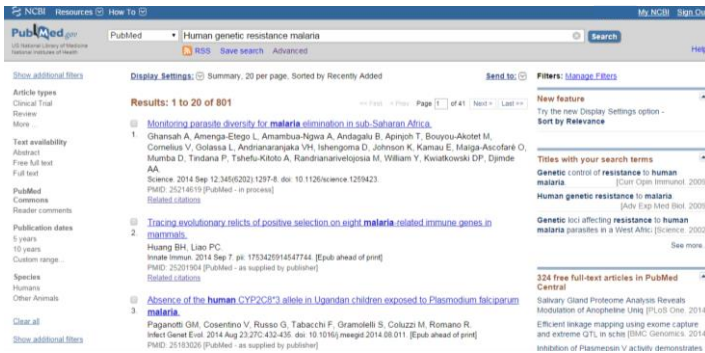 NCBI Resources How To My NCBI Sign Ou
PubMed.gov PubMed Human genetic resistance malaria Search
US National Library of Medicine
National Institutes of Health
RSS Save search Advanced Help
Show additional filters
Article types
Clinical Trial
Review
More ...
Text availability
Abstract
Free full text
Full text
PubMed
Commons
Reader comments
Publication dates
5 years
10 years
Custom range...
Species
Humans
Other Animals
Clear all
Show additional filters
Display Settings: Summary, 20 per page, Sorted by Recently Added Send to:
Results: 1 to 20 of 801 << First < Prev Page 1 of 41 Next > Last >>
Monitoring parasite diversity for malaria elimination in sub-Saharan Africa.
1. Ghansah A, Amenga-Etego L, Amambua-Ngwa A, Andagalu B, Apinjoh T, Bouyou-Akotet M,
Cornelius V, Golassa L, Andrianaranjaka VH, Ishengoma D, Johnson K, Kamau E, Maïga-Ascofaré O,
Mumba D, Tindana P, Tshefu-Kitoto A, Randrianarivelojosia M, William Y, Kwiatkowski DP, Djimde
AA.
Science. 2014 Sep 12;345(6202):1297-8. doi: 10.1126/science.1259423.
PMID: 25214619 [PubMed - in process]
Related citations
Tracing evolutionary relicts of positive selection on eight malaria-related immune genes in
2. mammals.
Huang BH, Liao PC.
Innate Immun. 2014 Sep 7. pii: 1753425914547744. [Epub ahead of print]
PMID: 25201904 [PubMed - as supplied by publisher]
Related citations
Absence of the human CYP2C8*3 allele in Ugandan children exposed to Plasmodium falciparum
3. malaria.
Paganotti GM, Cosentino V, Russo G, Tabacchi F, Gramolelli S, Coluzzi M, Romano R.
Infect Genet Evol. 2014 Aug 23;27C:432-435. doi: 10.1016/j.meegid.2014.08.011. [Epub ahead of print]
PMID: 25183026 [PubMed - as supplied by publisher]
Filters: Manage Filters
New feature
Try the new Display Settings option -
Sort by Relevance
Titles with your search terms
Genetic control of resistance to human
malaria. [Curr Opin Immunol. 2009
Human genetic resistance to malaria.
[Adv Exp Med Biol. 2009
Genetic loci affecting resistance to human
malaria parasites in a West Afric [Science. 2002
See more...
324 free full-text articles in PubMed
Central
Salivary Gland Proteome Analysis Reveals
Modulation of Anopheline Uniq [PLoS One. 2014
Efficient linkage mapping using exome capture
and extreme QTL in schis [BMC Genomics. 2014
Inhibition of Plasmepsin V activity demonstrates